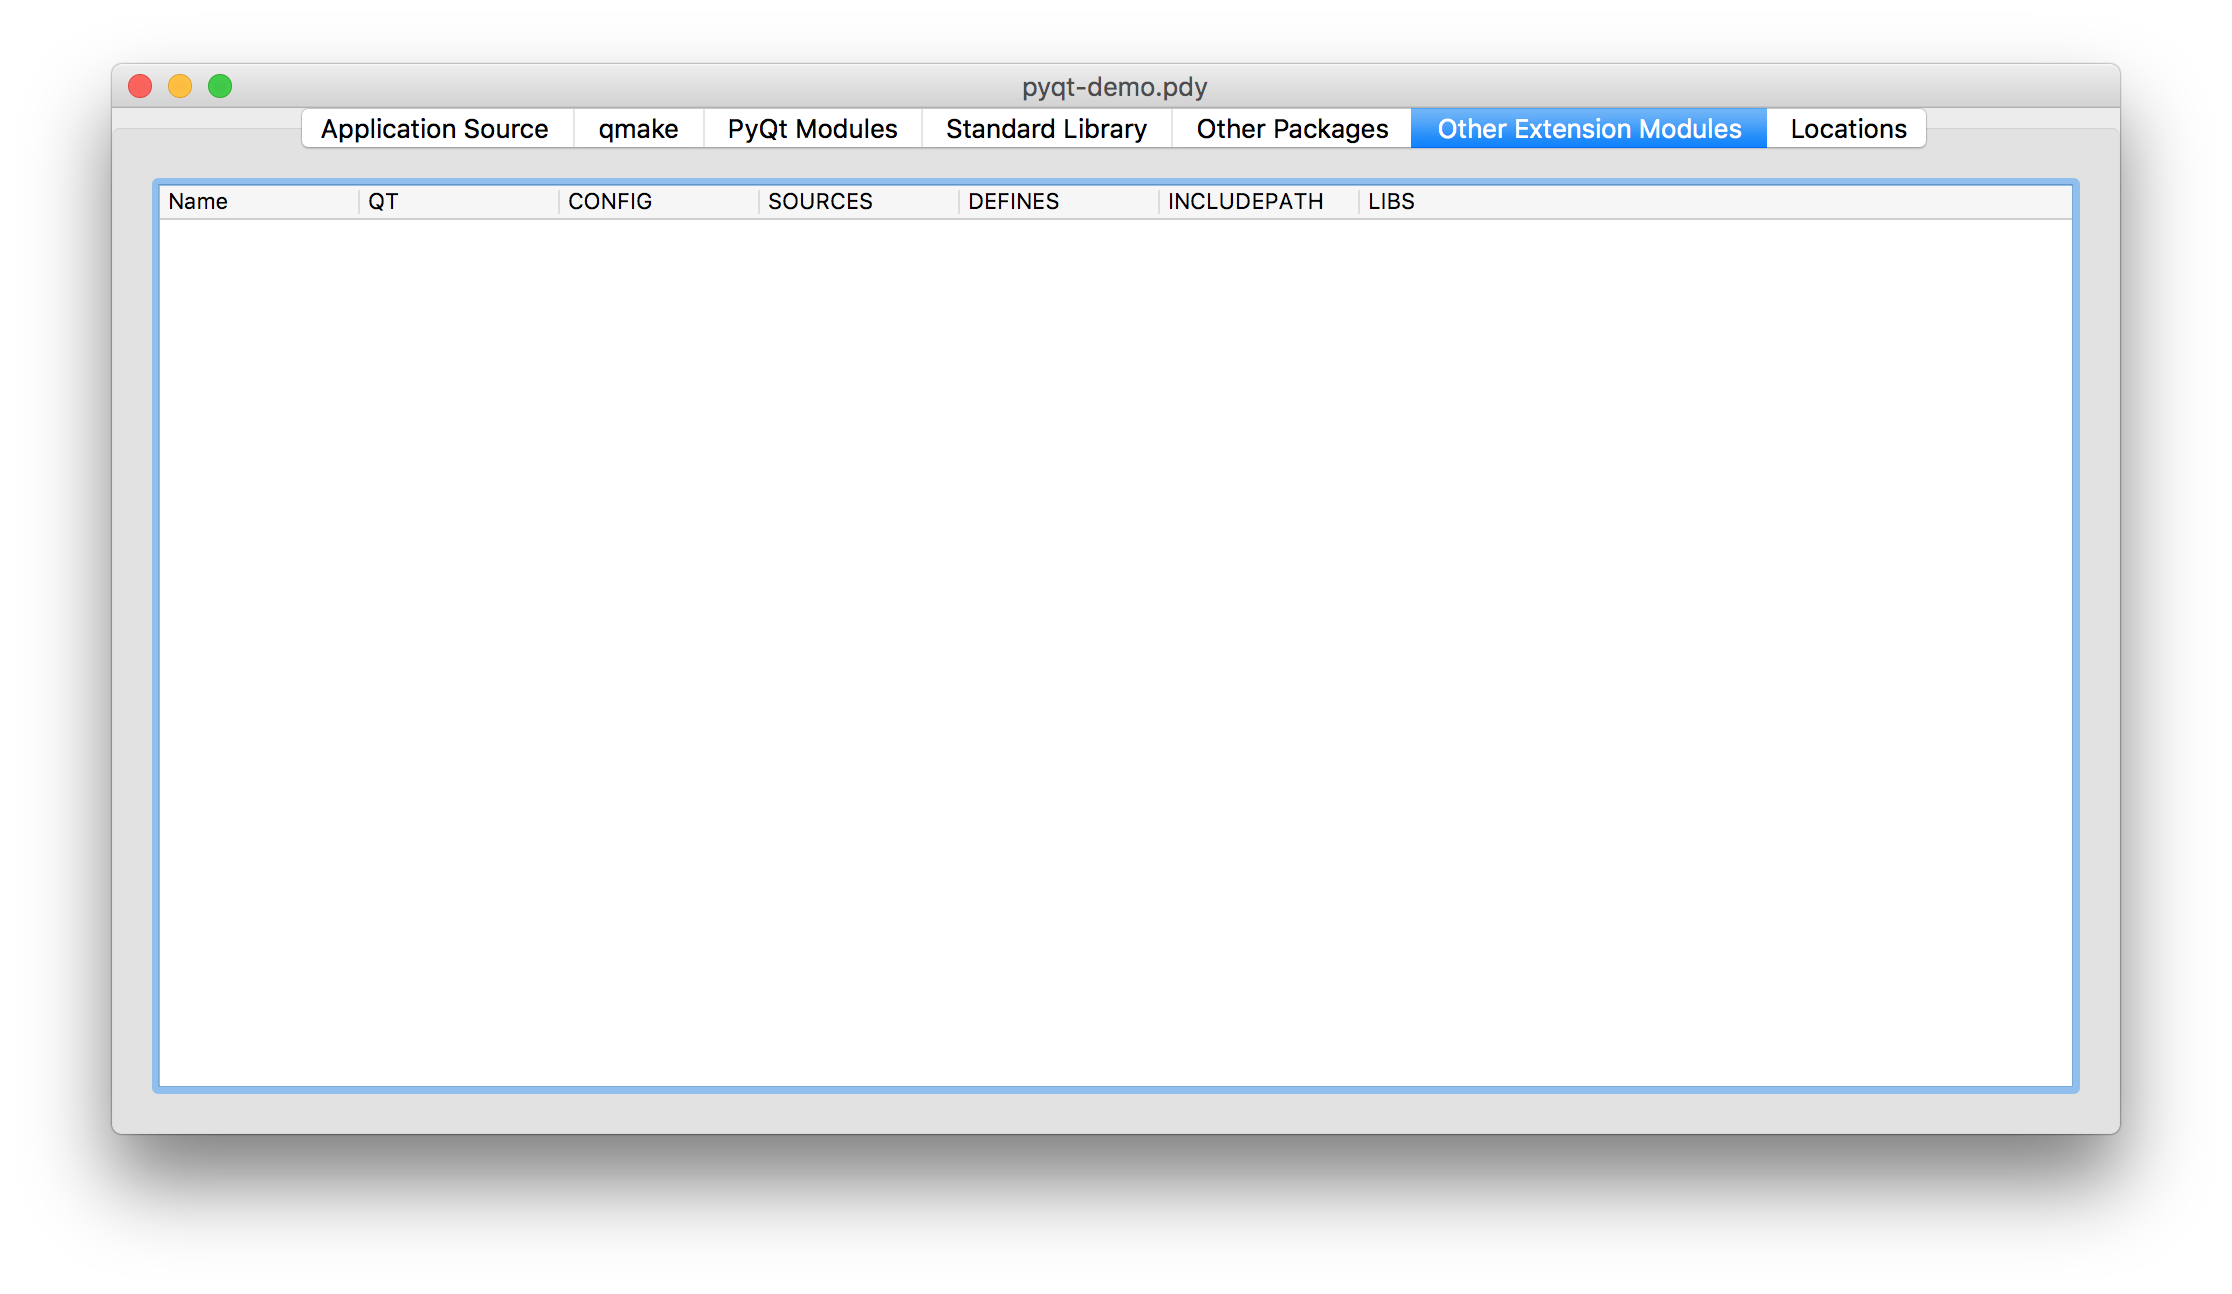 pyqt-demo.pdy
Application Source qmake PyQt Modules Standard Library Other Packages Other Extension Modules Locations
Name QT CONFIG SOURCES DEFINES INCLUDEPATH LIBS